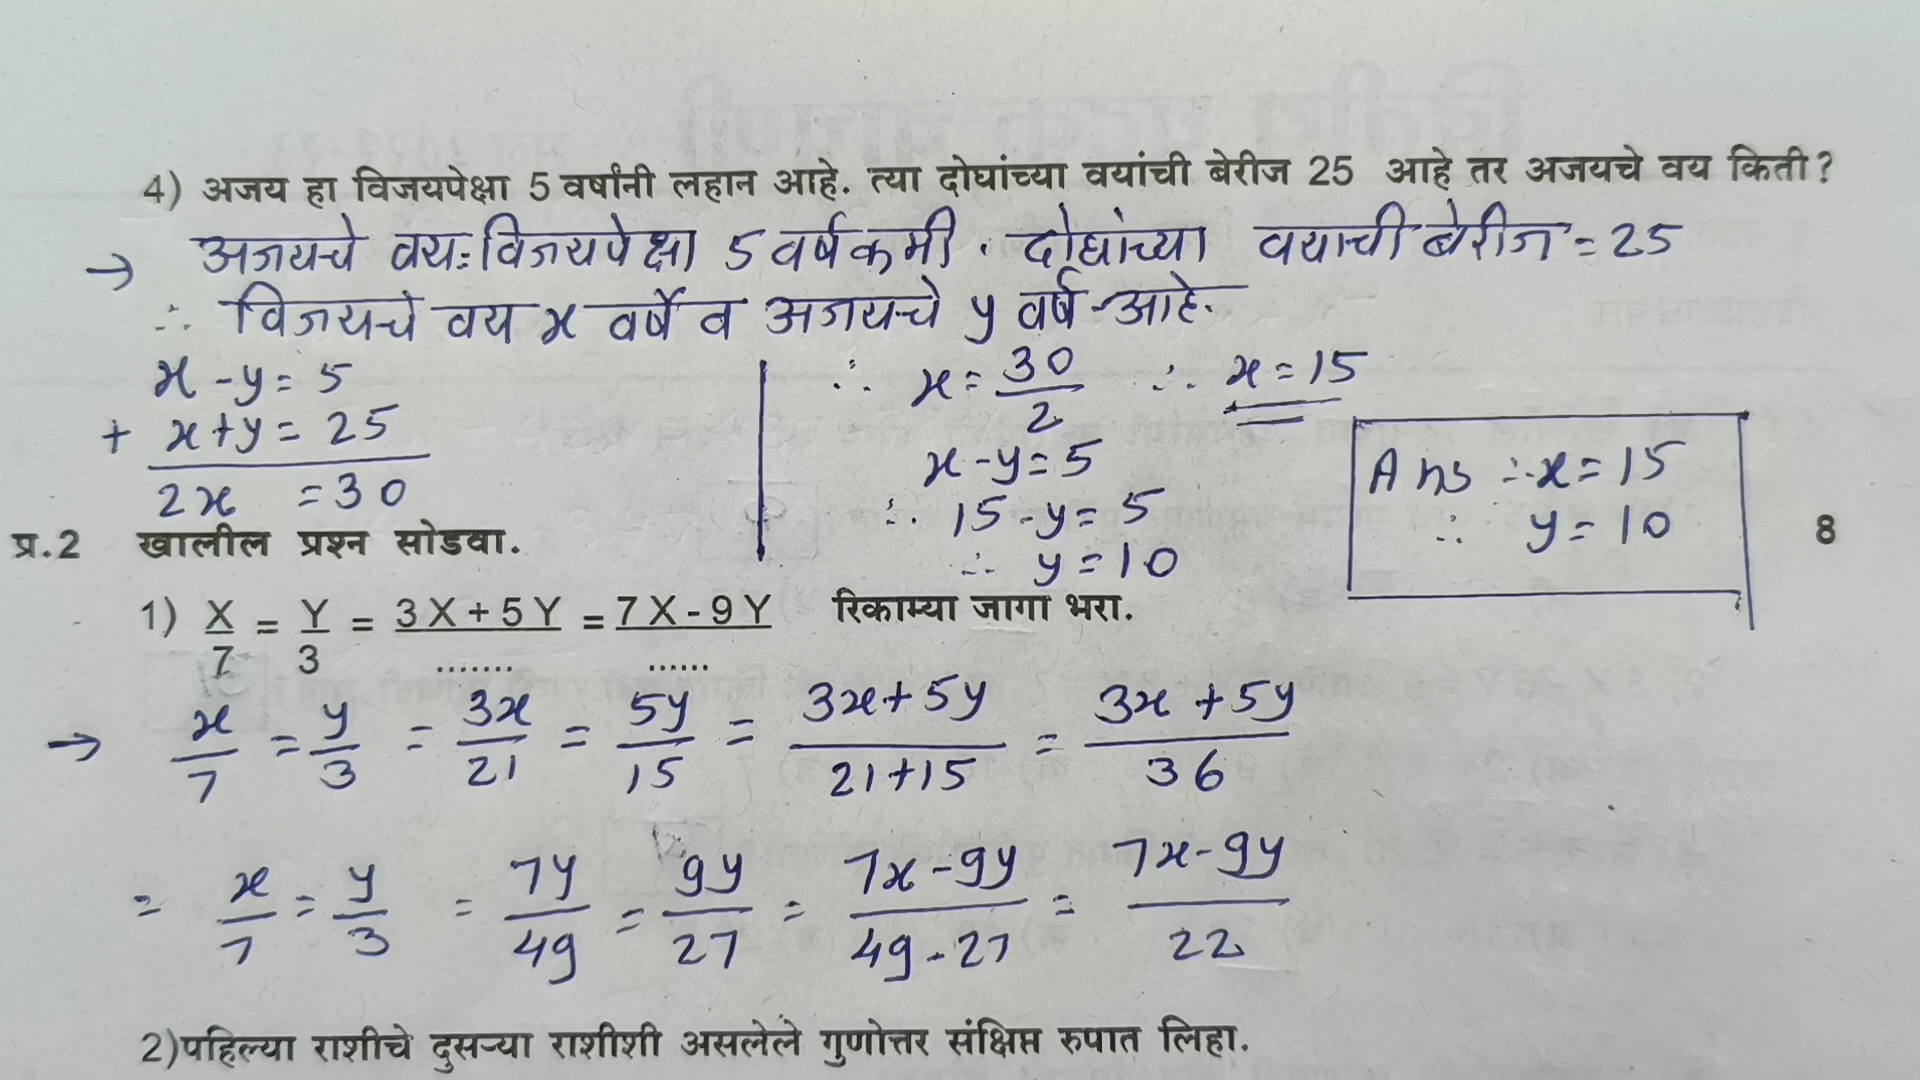 4) अजय हा विजयपेक्षा 5 वर्षांनी लहान आहे. त्या दोघांच्या वयांची बेरीज 25 आहे तर अजयचे वय किती?
→ अजयचे वय: विजयपेक्षा 5 वर्ष कमी. दोघांच्या वयाची बेरीज = 25
∴ विजयचे वय x वर्षे व अजयचे y वर्ष आहे.
x - y = 5
+ x + y = 25
2x = 30
∴ x = 30/2 ∴ x = 15
x - y = 5
∴ 15 - y = 5
∴ y = 10
Ans ∴ x = 15
∴ y = 10
प्र.2 खालील प्रश्न सोडवा. 8
1) X/7 = Y/3 = 3X+5Y/....... = 7X-9Y/...... रिकाम्या जागा भरा.
→ x/7 = y/3 = 3x/21 = 5y/15 = 3x+5y/21+15 = 3x+5y/36
= x/7 = y/3 = 7y/49 = 9y/27 = 7x-9y/49-27 = 7x-9y/22
2)पहिल्या राशीचे दुसऱ्या राशीशी असलेले गुणोत्तर संक्षिप्त रुपात लिहा.